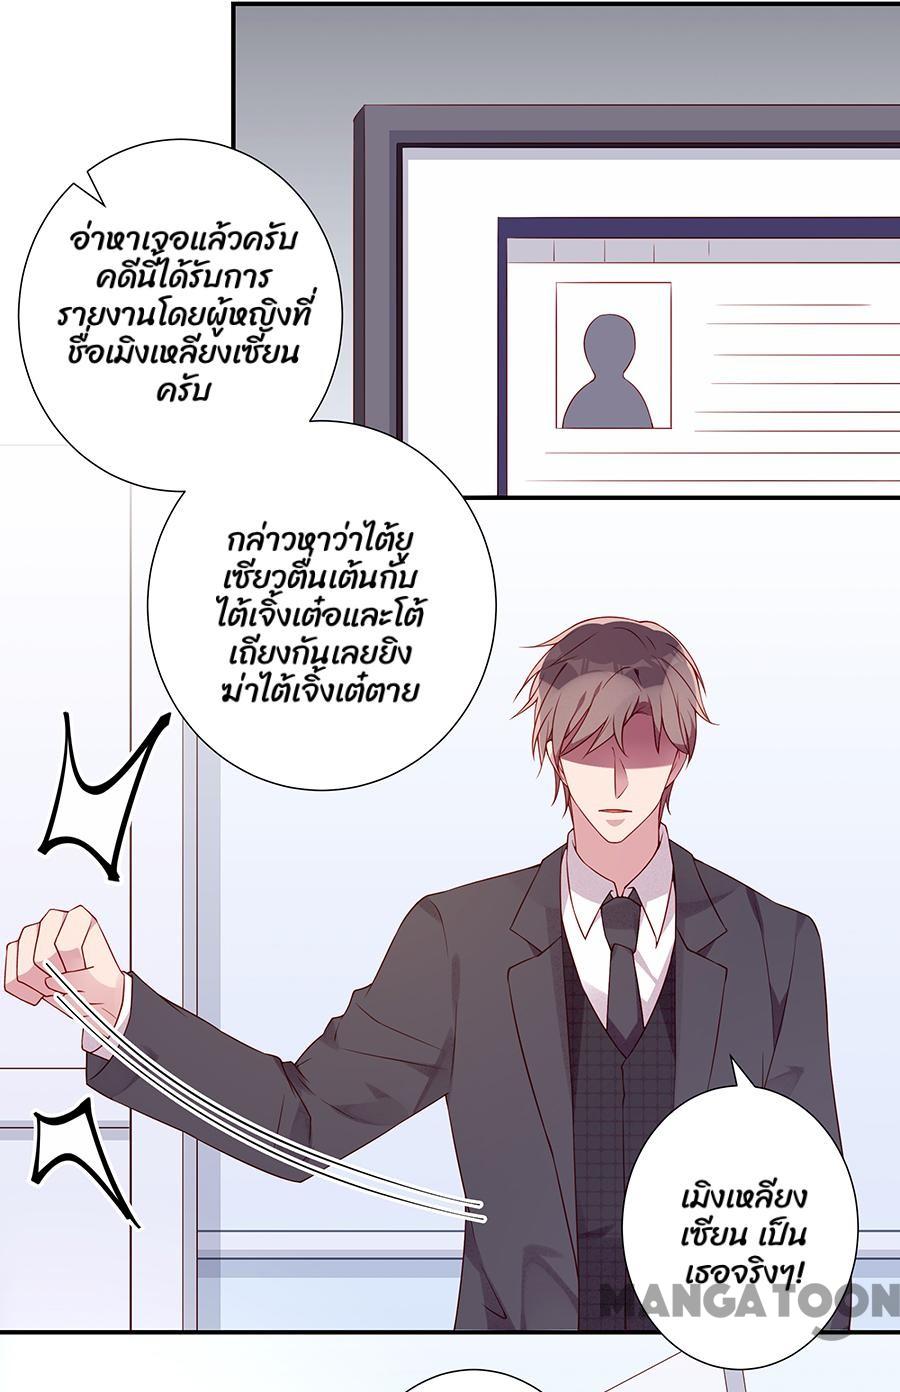 อ่าหาเจอแล้วครับ
คดีนี้ได้รับการ
รายงานโดยผู้หญิงที่
ชื่อเมิงเหลียงเซียน
ครับ
กล่าวหาว่าไต้ยู
เซียวตื่นเต้นกับ
ไต้เจิ้งเต๋อและโต้
เถียงกันเลยยิง
ฆ่าไต้เจิ้งเต๋ตาย
เมิงเหลียง
เซียน เป็น
เธอจริงๆ!
MANGATOON